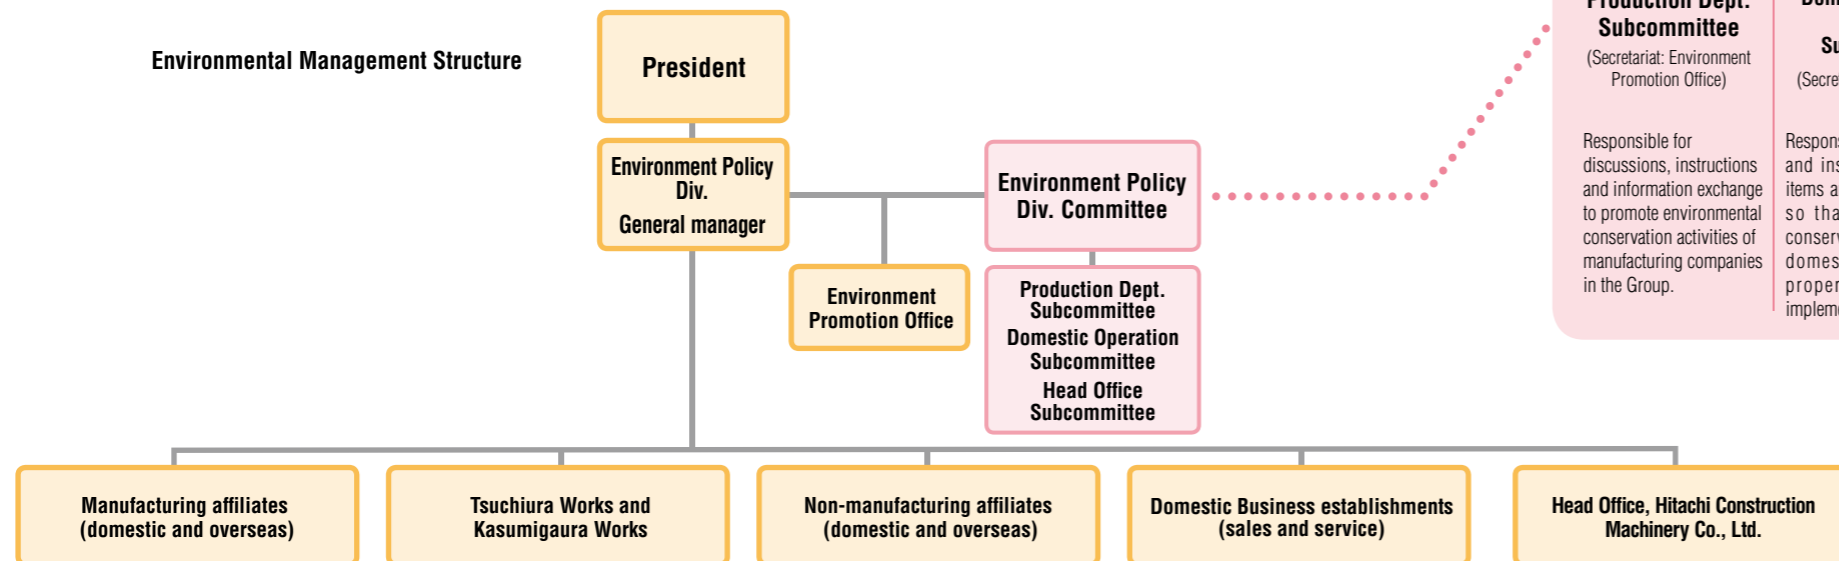 Environmental Management Structure
President
Environment Policy
Div.
General manager
Environment Policy
Div. Committee
Environment
Promotion Office
Production Dept.
Subcommittee
Domestic Operation
Subcommittee
Head Office
Subcommittee
Manufacturing affiliates
(domestic and overseas)
Tsuchiura Works and
Kasumigaura Works
Non-manufacturing affiliates
(domestic and overseas)
Domestic Business establishments
(sales and service)
Head Office, Hitachi Construction
Machinery Co., Ltd.
Production Dept.
Subcommittee
(Secretariat: Environment
Promotion Office)
Responsible for
discussions, instructions
and information exchange
to promote environmental
conservation activities of
manufacturing companies
in the Group.
and
items